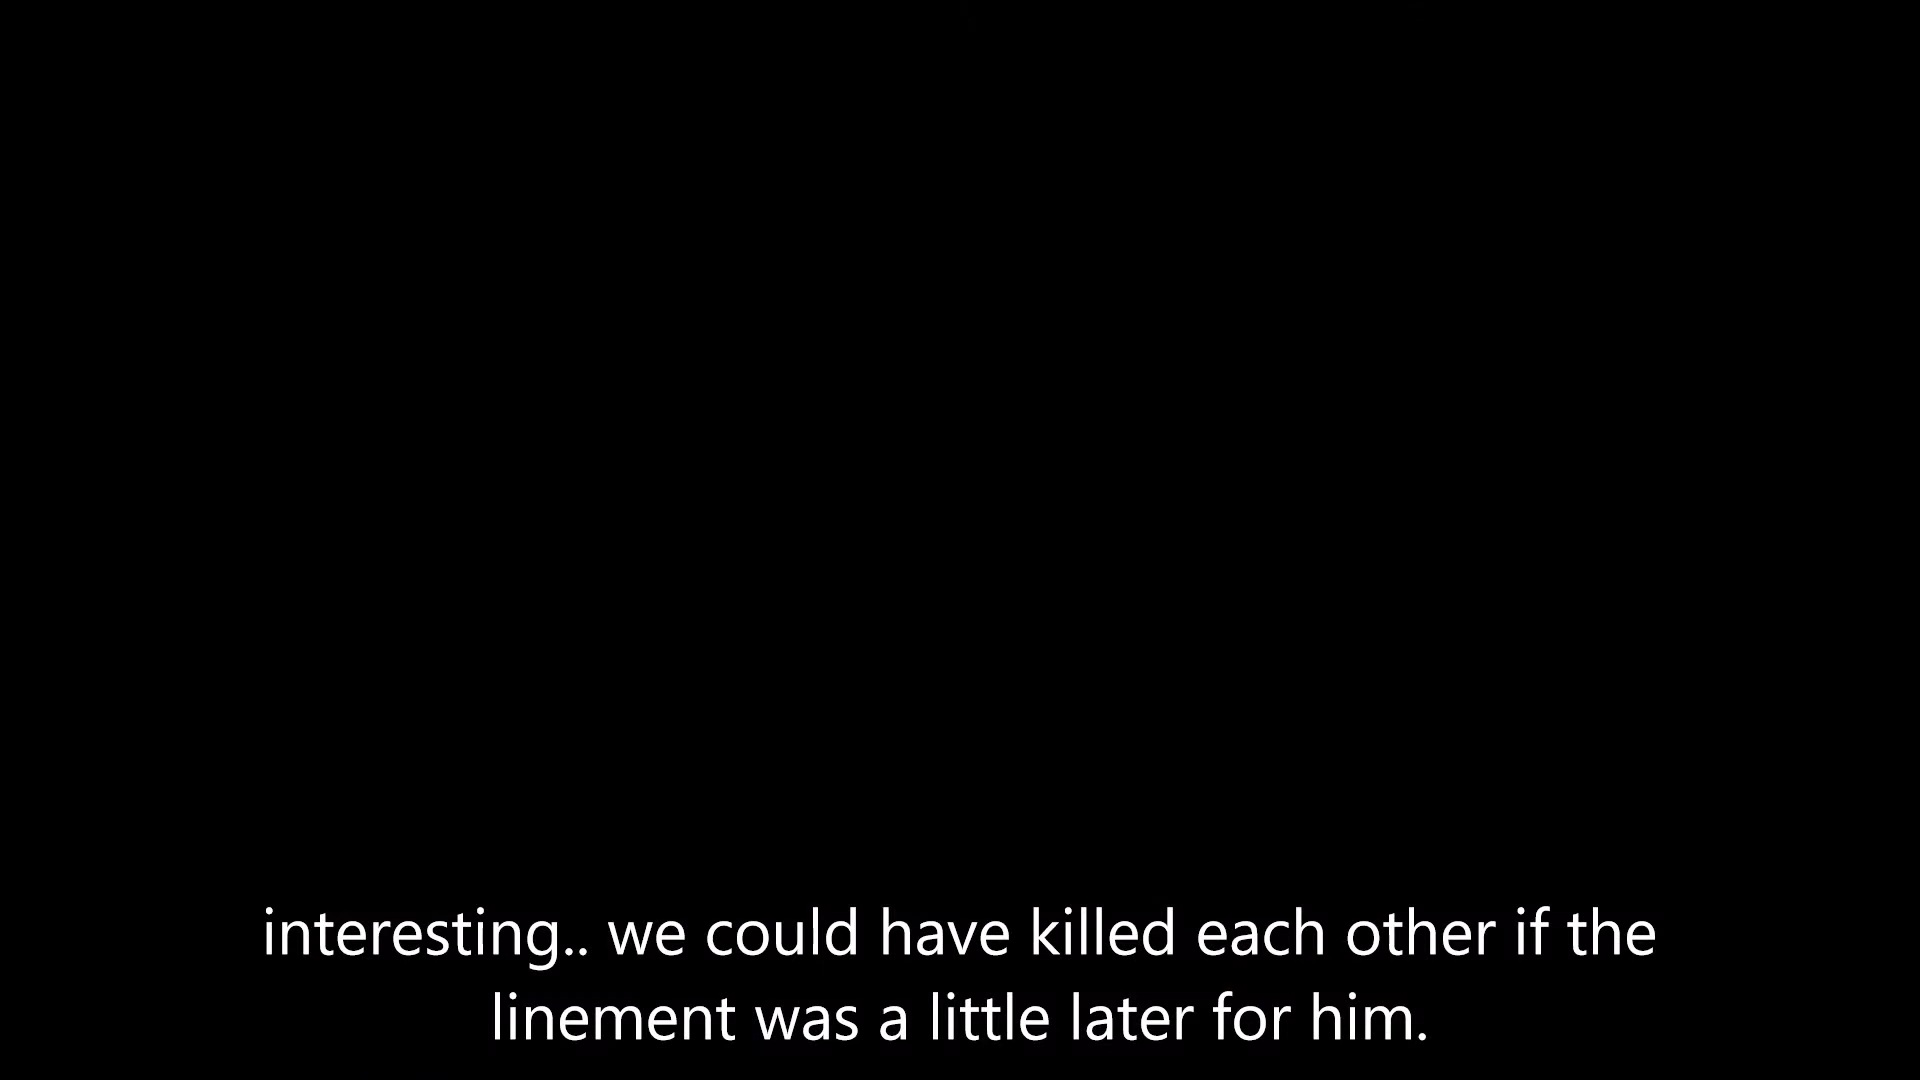 interesting.. we could have killed each other if the
linement was a little later for him.